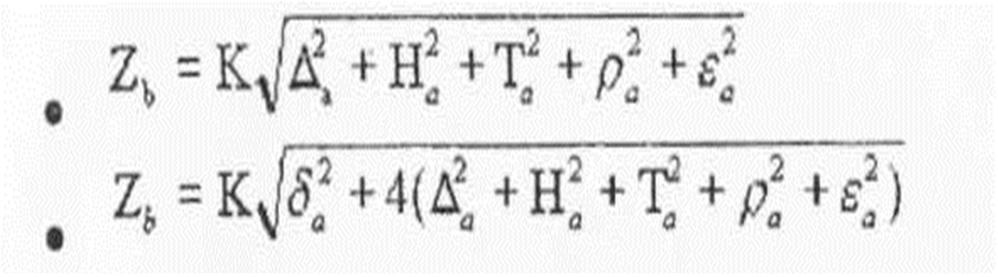 • Z_b = K√(Δ_a² + H_a² + T_a² + ρ_a² + ε_a²)
• Z_b = K√(δ_a² + 4(Δ_a² + H_a² + T_a² + ρ_a² + ε_a²))